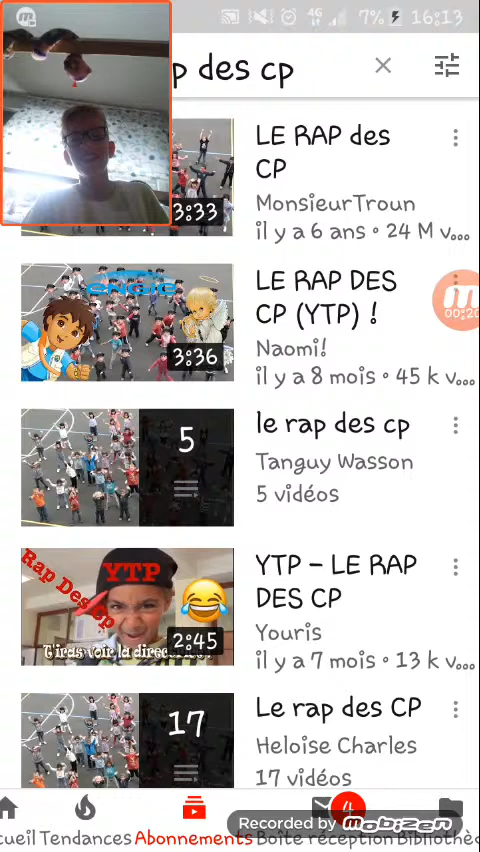 4G
7%
16:13
p des cp
LE RAP des
CP
MonsieurTroun
il y a 6 ans • 24 M v...
3:33
LE RAP DES
CP (YTP) !
Naomi!
il y a 8 mois • 45 k v...
engie
3:36
00:20
le rap des cp
Tanguy Wasson
5 vidéos
5
YTP – LE RAP
DES CP
Youris
il y a 7 mois • 13 k v...
Rap Des Cp
YTP
T'iras voir la direc
2:45
Le rap des CP
Heloise Charles
17 vidéos
17
4
Recorded by mobizen
cueil Tendances Abonnements Boîte réception Biblioth